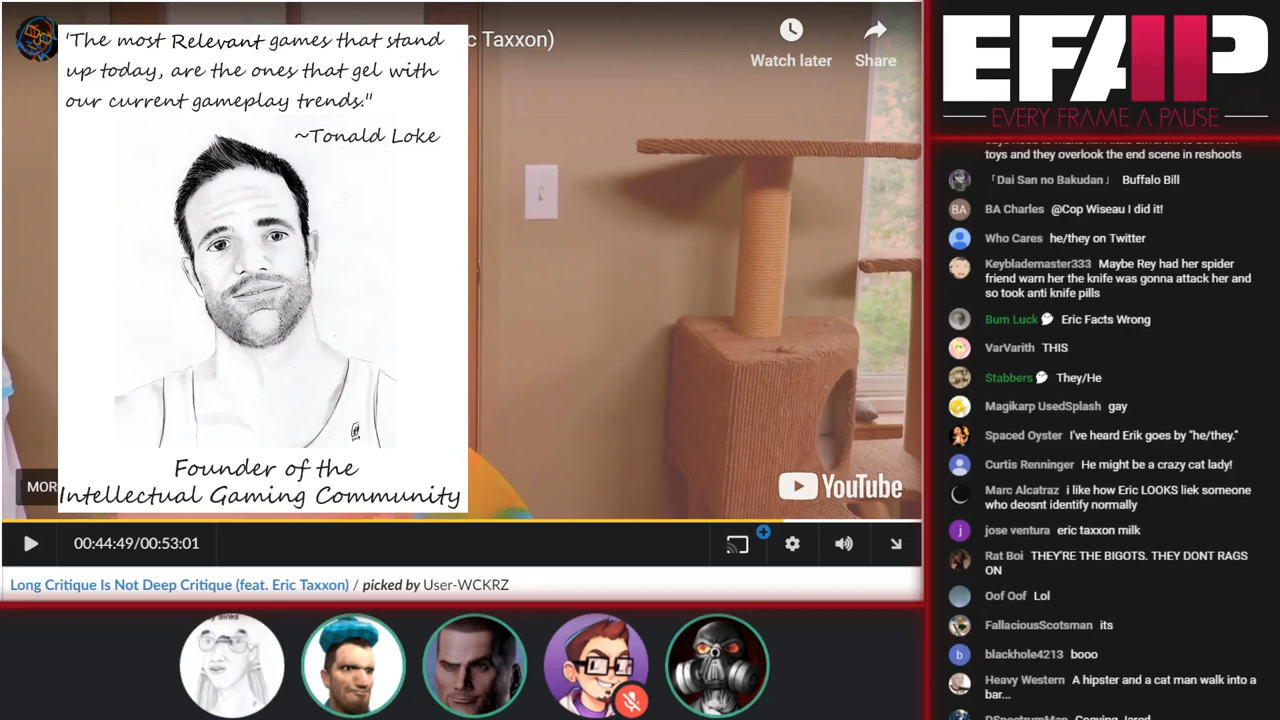 'The most Relevant games that stand
up today, are the ones that gel with
our current gameplay trends."
~Tonald Loke
Founder of the
Intellectual Gaming Community
c Taxxon)
Watch later
Share
MOR
YouTube
00:44:49/00:53:01
Long Critique Is Not Deep Critique (feat. Eric Taxxon) / picked by User-WCKRZ
EFAP
EVERY FRAME A PAUSE
toys and they overlook the end scene in reshoots
「Dai San no Bakudan」 Buffalo Bill
BA
BA Charles @Cop Wiseau I did it!
Who Cares he/they on Twitter
Keyblademaster333 Maybe Rey had her spider
friend warn her the knife was gonna attack her and
so took anti knife pills
Burn Luck Eric Facts Wrong
VarVarith THIS
Stabbers They/He
Magikarp UsedSplash gay
Spaced Oyster I've heard Erik goes by "he/they."
Curtis Renninger He might be a crazy cat lady!
Marc Alcatraz i like how Eric LOOKS liek someone
who deosnt identify normally
j
jose ventura eric taxxon milk
Rat Boi THEY'RE THE BIGOTS. THEY DONT RAGS
ON
Oof Oof Lol
FallaciousScotsman its
b
blackhole4213 booo
Heavy Western A hipster and a cat man walk into a
bar...